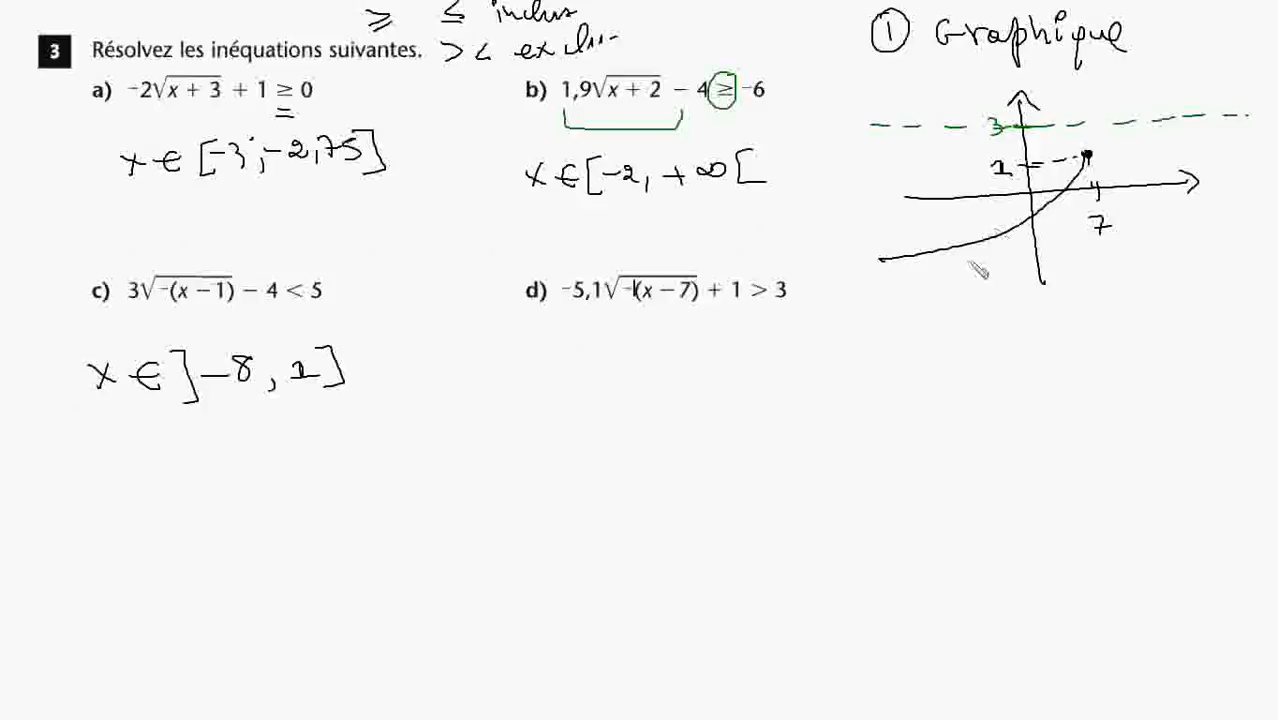 ≥ ≤ inclus
3 Résolvez les inéquations suivantes. > < exclus
① Graphique
a) -2√x + 3 + 1 ≥ 0
b) 1,9√x + 2 - 4 ≥ -6
x ∈ [-3 ; -2,75]
x ∈ [-2, +∞[
3
1
7
c) 3√-(x - 1) - 4 < 5
d) -5,1√-(x - 7) + 1 > 3
x ∈ ]-8, 1]